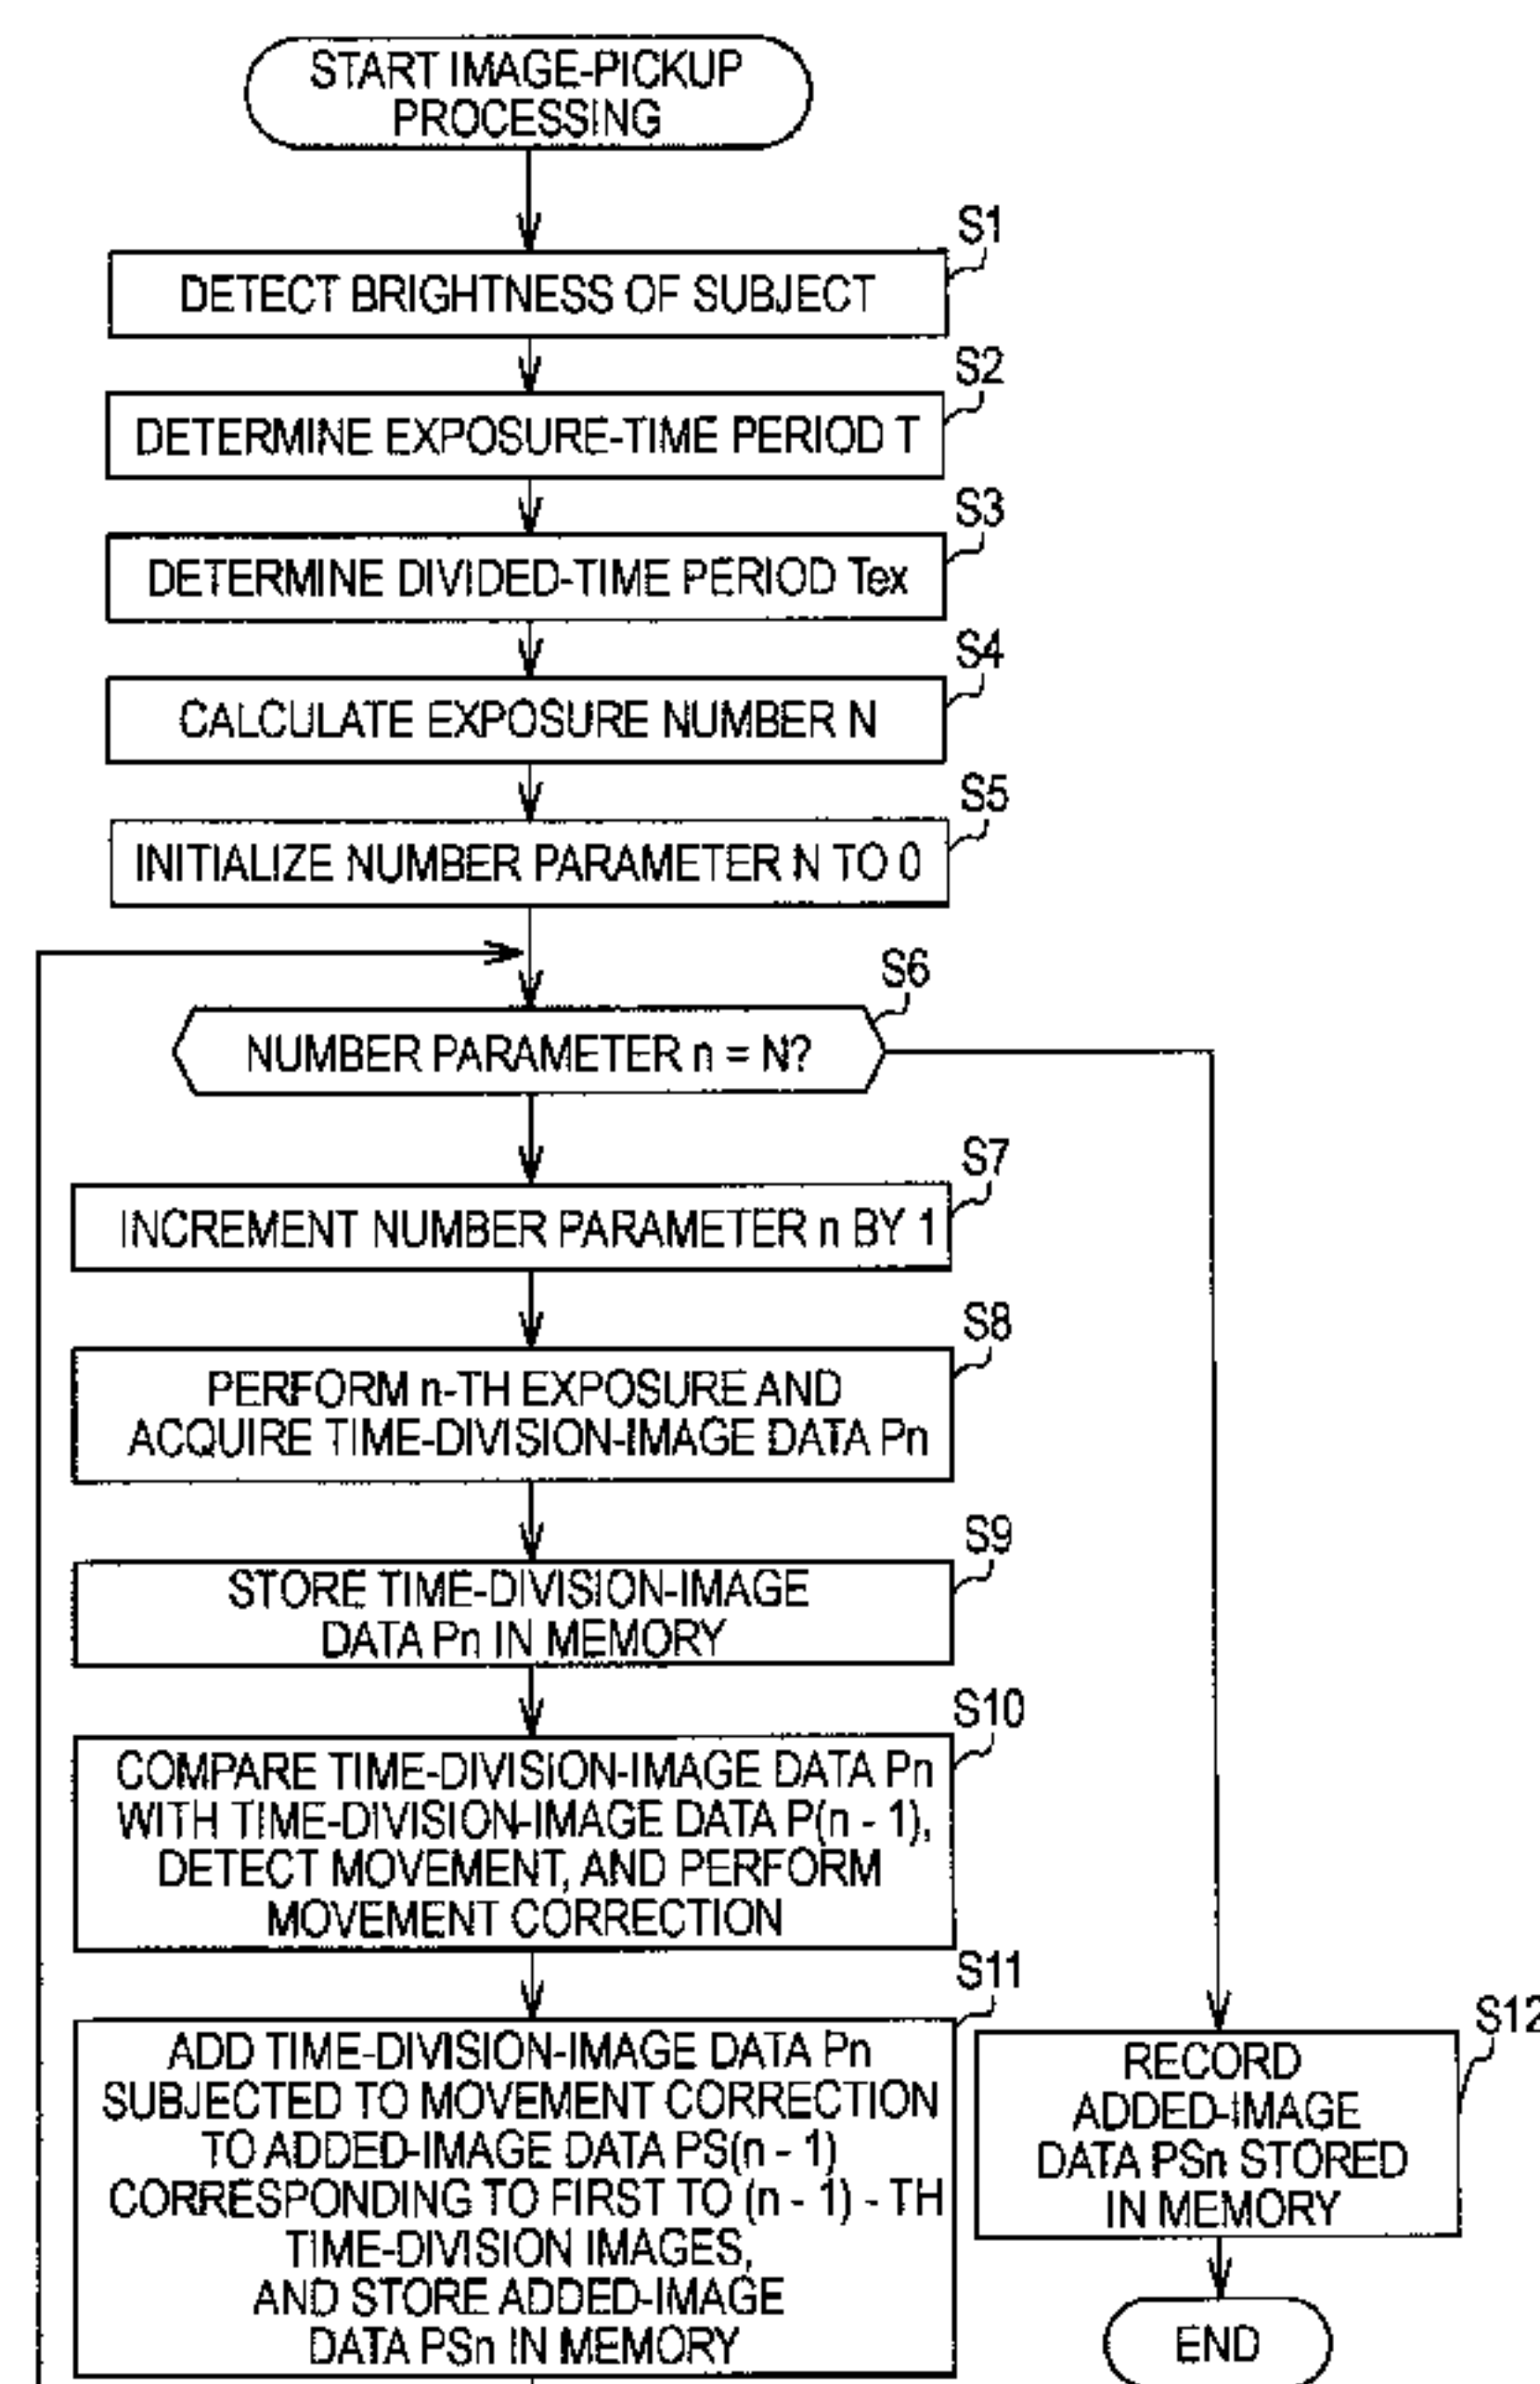 START IMAGE-PICKUP
PROCESSING
S1
DETECT BRIGHTNESS OF SUBJECT
S2
DETERMINE EXPOSURE-TIME PERIOD T
S3
DETERMINE DIVIDED-TIME PERIOD Tex
S4
CALCULATE EXPOSURE NUMBER N
S5
INITIALIZE NUMBER PARAMETER N TO 0
S6
NUMBER PARAMETER n = N?
S7
INCREMENT NUMBER PARAMETER n BY 1
S8
PERFORM n-TH EXPOSURE AND
ACQUIRE TIME-DIVISION-IMAGE DATA Pn
S9
STORE TIME-DIVISION-IMAGE
DATA Pn IN MEMORY
S10
COMPARE TIME-DIVISION-IMAGE DATA Pn
WITH TIME-DIVISION-IMAGE DATA P(n - 1),
DETECT MOVEMENT, AND PERFORM
MOVEMENT CORRECTION
S11
ADD TIME-DIVISION-IMAGE DATA Pn
SUBJECTED TO MOVEMENT CORRECTION
TO ADDED-IMAGE DATA PS(n - 1)
CORRESPONDING TO FIRST TO (n - 1) - TH
TIME-DIVISION IMAGES,
AND STORE ADDED-IMAGE
DATA PSn IN MEMORY
S12
RECORD
ADDED-IMAGE
DATA PSn STORED
IN MEMORY
END